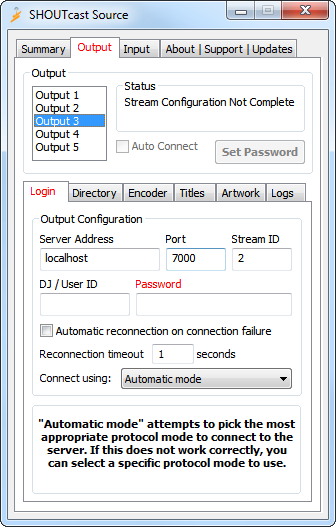 SHOUTcast Source
Summary Output Input About | Support | Updates
Output
Output 1
Output 2
Output 3
Output 4
Output 5
Status
Stream Configuration Not Complete
Auto Connect Set Password
Login Directory Encoder Titles Artwork Logs
Output Configuration
Server Address Port Stream ID
localhost 7000 2
DJ / User ID Password
Automatic reconnection on connection failure
Reconnection timeout 1 seconds
Connect using: Automatic mode
"Automatic mode" attempts to pick the most
appropriate protocol mode to connect to the
server. If this does not work correctly, you
can select a specific protocol mode to use.